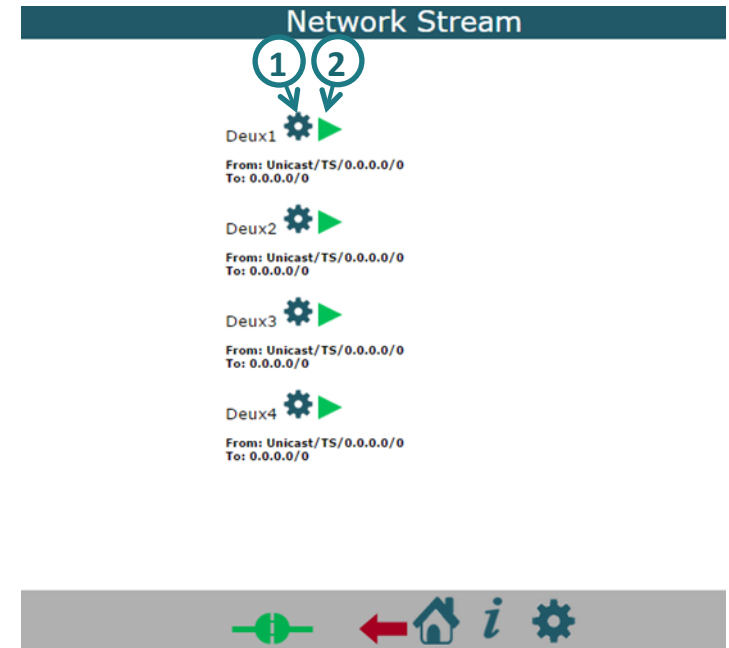 Network Stream
1 2
Deux1
From: Unicast/TS/0.0.0.0/0
To: 0.0.0.0/0
Deux2
From: Unicast/TS/0.0.0.0/0
To: 0.0.0.0/0
Deux3
From: Unicast/TS/0.0.0.0/0
To: 0.0.0.0/0
Deux4
From: Unicast/TS/0.0.0.0/0
To: 0.0.0.0/0
i